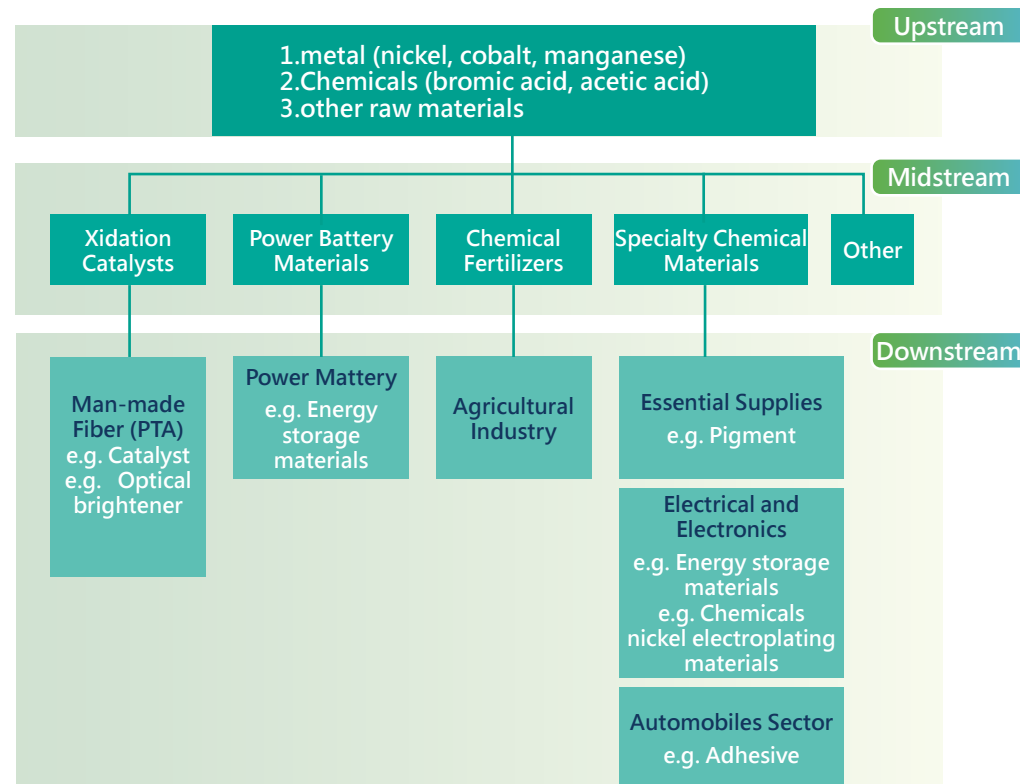 Upstream
1.metal (nickel, cobalt, manganese)
2.Chemicals (bromic acid, acetic acid)
3.other raw materials
Midstream
Xidation
Catalysts
Power Battery
Materials
Chemical
Fertilizers
Specialty Chemical
Materials
Other
Downstream
Man-made
Fiber (PTA)
e.g. Catalyst
e.g. Optical
brightener
Power Mattery
e.g. Energy
storage
materials
Agricultural
Industry
Essential Supplies
e.g. Pigment
Electrical and
Electronics
e.g. Energy storage
materials
e.g. Chemicals
nickel electroplating
materials
Automobiles Sector
e.g. Adhesive